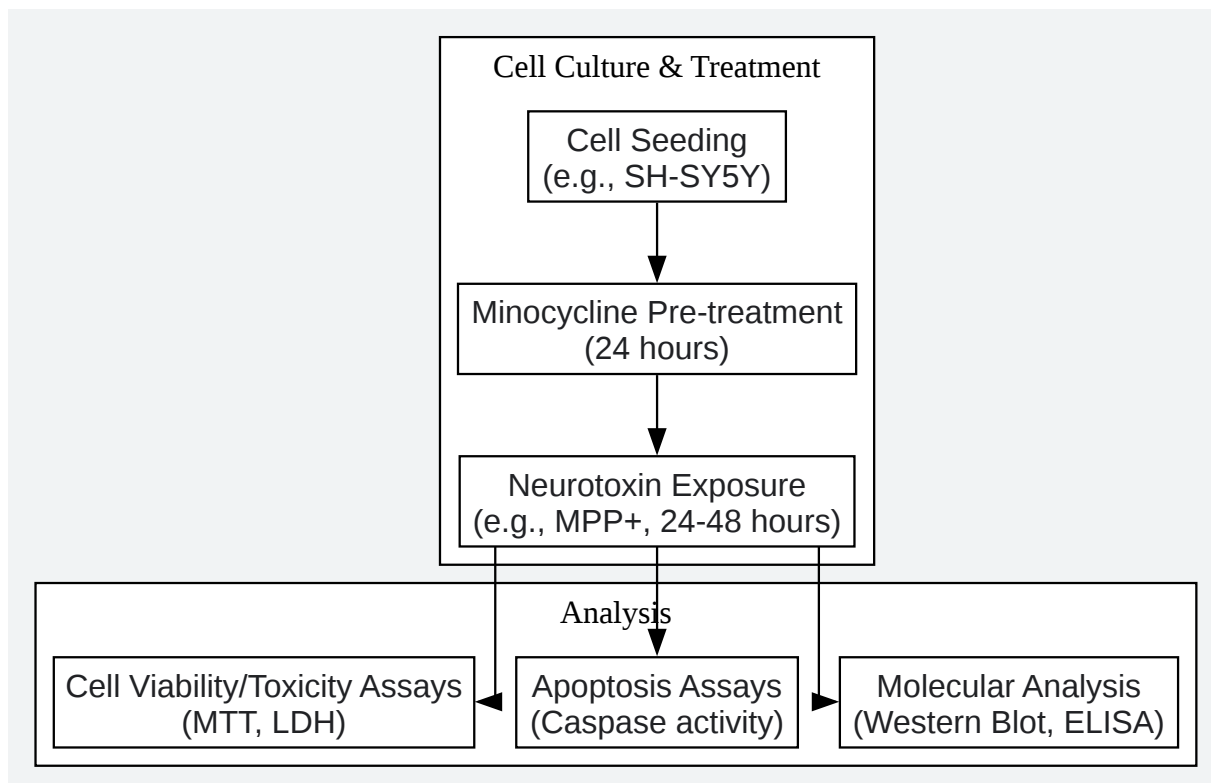 Cell Culture & Treatment
Cell Seeding
(e.g., SH-SY5Y)
Minocycline Pre-treatment
(24 hours)
Neurotoxin Exposure
(e.g., MPP+, 24-48 hours)
Analysis
Cell Viability/Toxicity Assays
(MTT, LDH)
Apoptosis Assays
(Caspase activity)
Molecular Analysis
(Western Blot, ELISA)